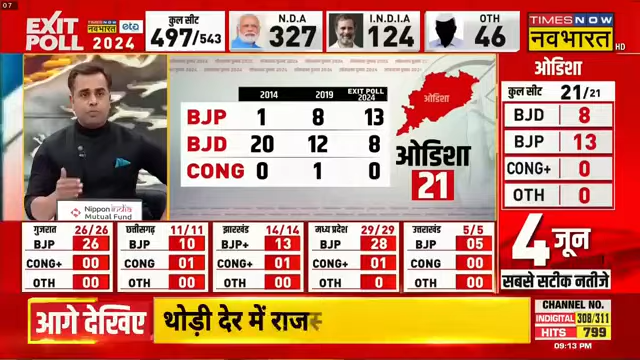 07
EXIT POLL 2024
TIMES NOW नवभारत
eta
कुल सीट
497/543
N.D.A
327
I.N.D.I.A
124
OTH
46
TIMES NOW
नवभारत
HD
2014 2019 EXIT POLL 2024
BJP 1 8 13
BJD 20 12 8
CONG 0 1 0
ओडिशा
ओडिशा
21
ओडिशा
कुल सीट 21/21
BJD 8
BJP 13
CONG+ 0
OTH 0
Nippon india
Mutual Fund
गुजरात 26/26
BJP 26
CONG+ 00
OTH 00
छत्तीसगढ़ 11/11
BJP 10
CONG 01
OTH 00
झारखंड 14/14
BJP+ 13
CONG+ 01
OTH 00
मध्य प्रदेश 29/29
BJP 28
CONG+ 01
OTH 0
उत्तराखंड 5/5
BJP 05
CONG 00
OTH 00
4 जून
सबसे सटीक नतीजे
आगे देखिए
थोड़ी देर में
CHANNEL NO.
INDIGITAL 308/311
HITS 799
09:13 PM